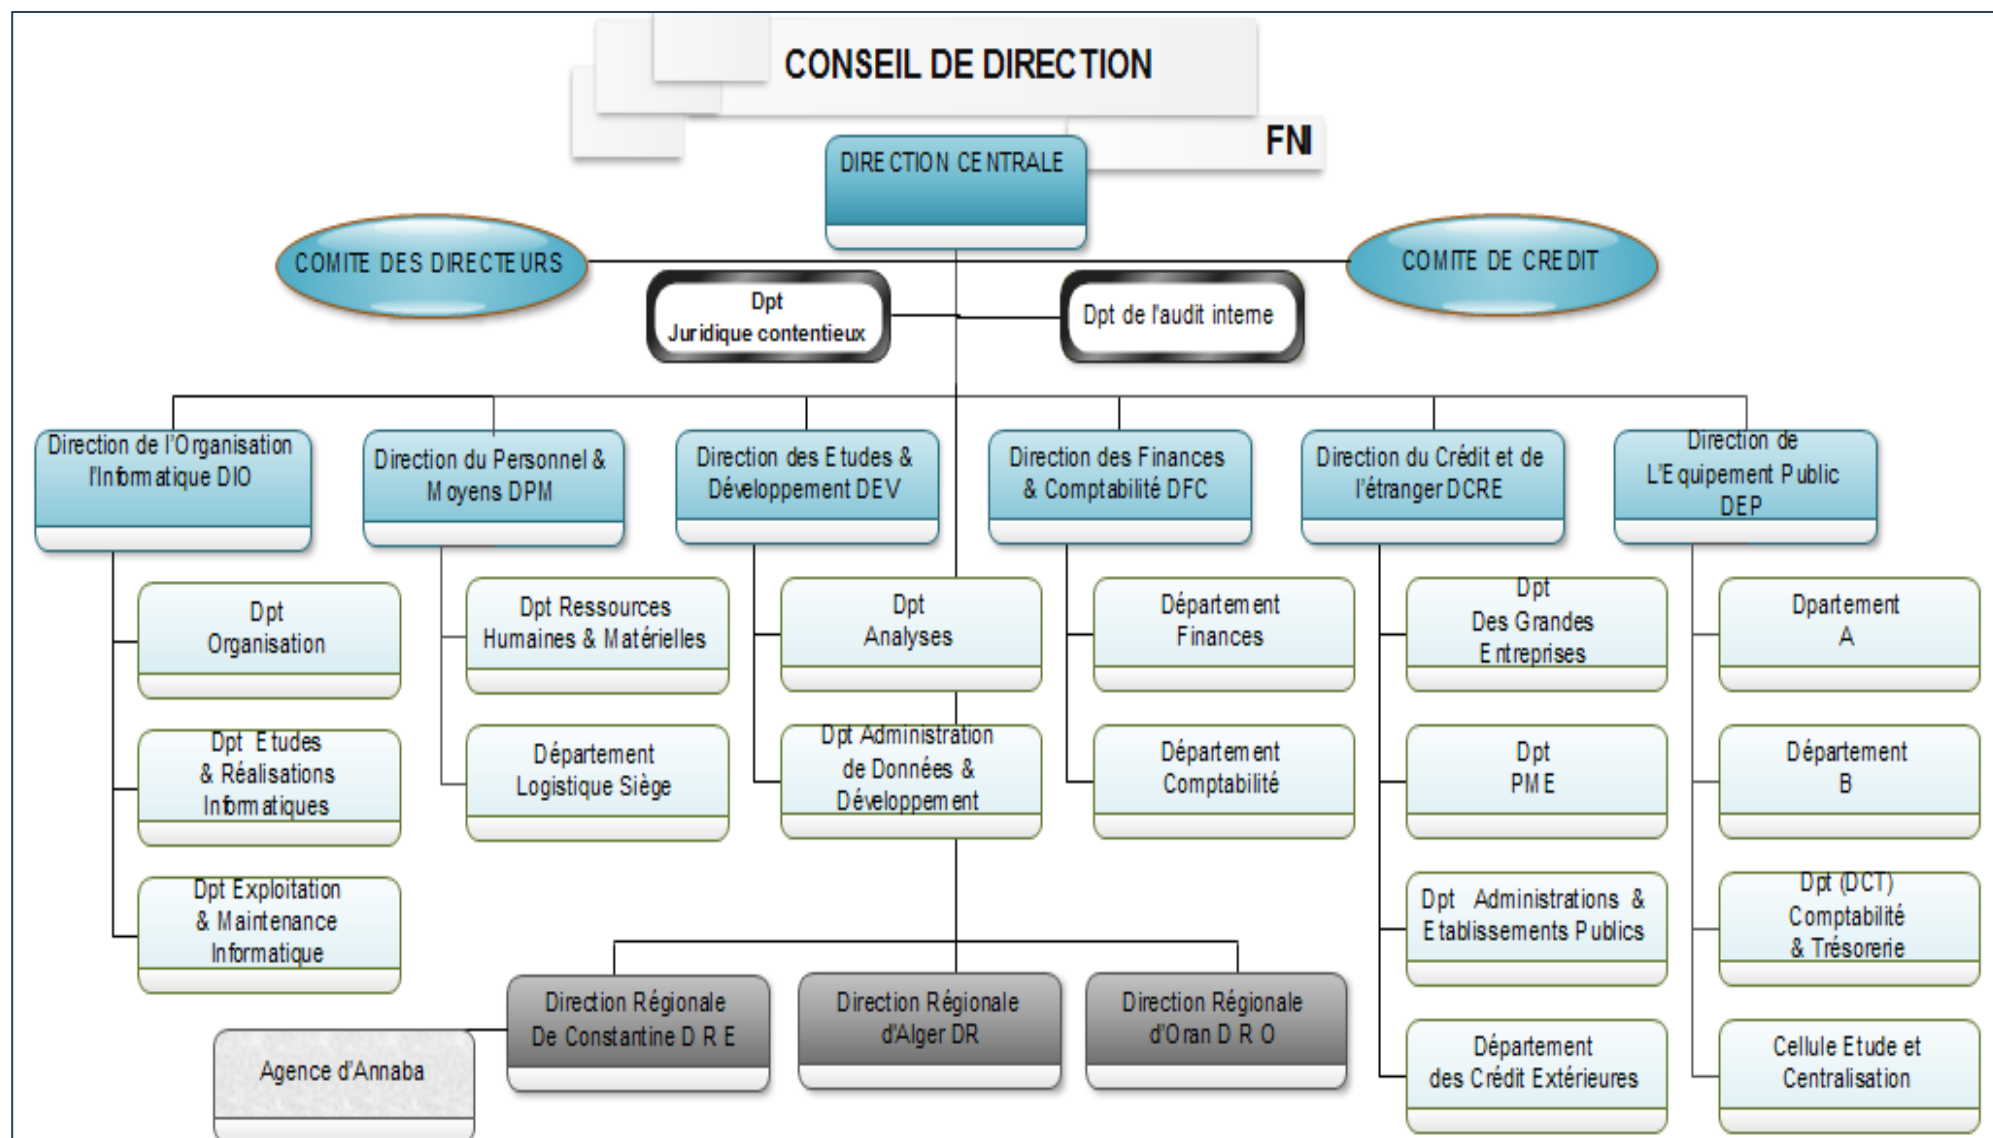 CONSEIL DE DIRECTION
FNI
DIRECTION CENTRALE
COMITE DES DIRECTEURS
COMITE DE CREDIT
Dpt
Juridique contentieux
Dpt de l'audit interne
Direction de l'Organisation
l'Informatique DIO
Direction du Personnel &
Moyens DPM
Direction des Etudes &
Développement DEV
Direction des Finances
& Comptabilité DFC
Direction du Crédit et de
l'étranger DCRE
Direction de
L'Equipement Public
DEP
Dpt
Organisation
Dpt Etudes
& Réalisations
Informatiques
Dpt Exploitation
& Maintenance
Informatique
Dpt Ressources
Humaines & Matérielles
Département
Logistique Siège
Dpt
Analyses
Dpt Administration
de Données &
Développement
Département
Finances
Département
Comptabilité
Dpt
Des Grandes
Entreprises
Dpt
PME
Dpt Administrations &
Etablissements Publics
Département
des Crédit Extérieures
Dpartement
A
Département
B
Dpt (DCT)
Comptabilité
& Trésorerie
Cellule Etude et
Centralisation
Direction Régionale
De Constantine D R E
Direction Régionale
d'Alger DR
Direction Régionale
d'Oran D R O
Agence d'Annaba